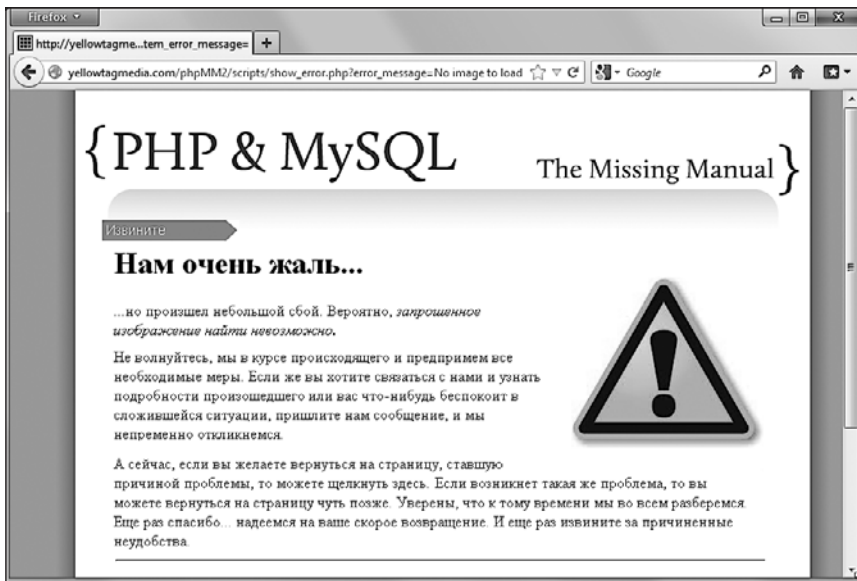 Firefox
http://yellowtagme...tem_error_message=
yellowtagmedia.com/phpMM2/scripts/show_error.php?error_message=No image to load
Google
{PHP & MySQL
The Missing Manual}
Извините
Нам очень жаль...
...но произшел небольшой сбой. Вероятно, запрошенное
изображение найти невозможно.
Не волнуйтесь, мы в курсе происходящего и предпримем все
необходимые меры. Если же вы хотите связаться с нами и узнать
подробности произошедшего или вас что-нибудь беспокоит в
сложившейся ситуации, пришлите нам сообщение, и мы
непременно откликнемся.
А сейчас, если вы желаете вернуться на страницу, ставшую
причиной проблемы, то можете щелкнуть здесь. Если возникнет такая же проблема, то вы
можете вернуться на страницу чуть позже. Уверены, что к тому времени мы во всем разберемся.
Еще раз спасибо... надеемся на ваше скорое возвращение. И еще раз извините за причиненные
неудобства.